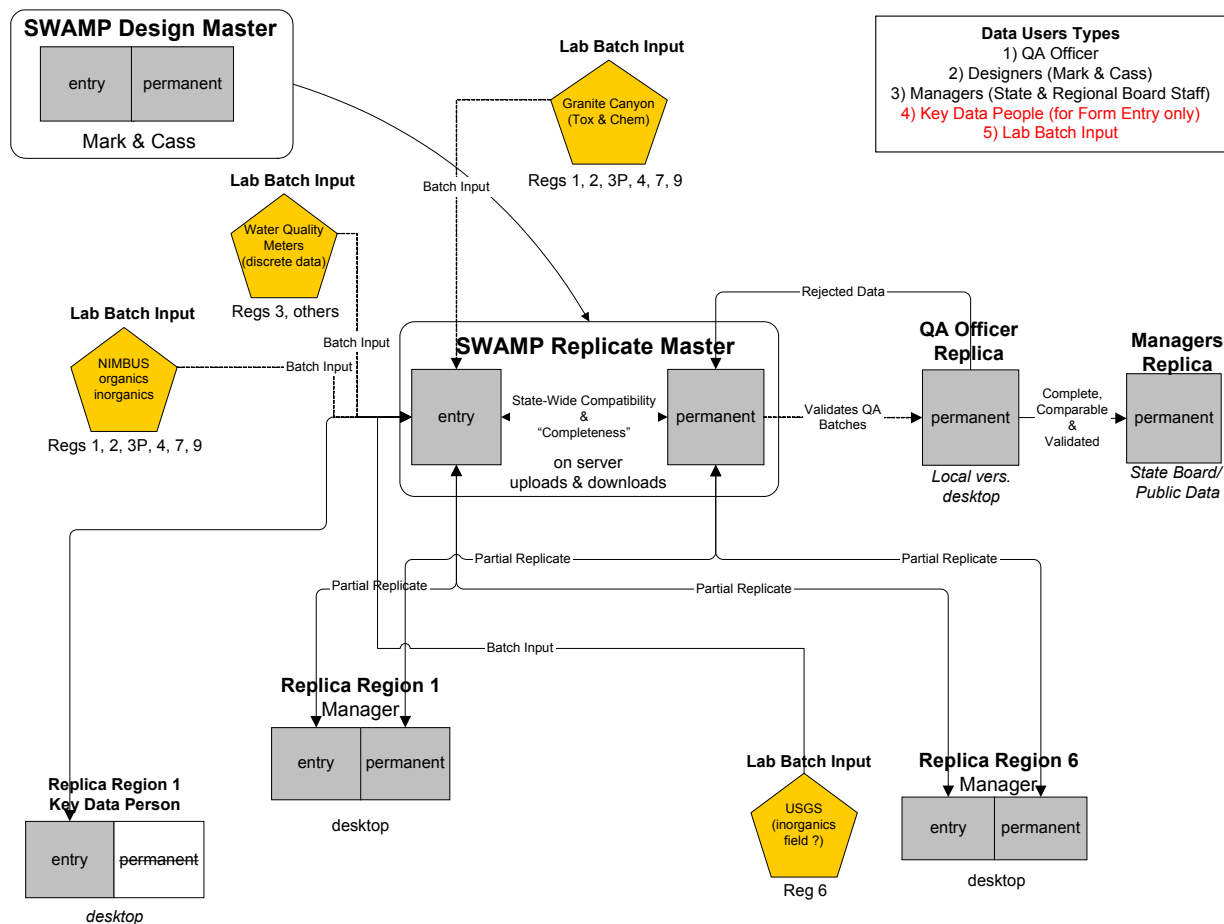 SWAMP Design Master
entry
permanent
Mark & Cass
Lab Batch Input
Granite Canyon
(Tox & Chem)
Regs 1, 2, 3P, 4, 7, 9
Batch Input
Data Users Types
1) QA Officer
2) Designers (Mark & Cass)
3) Managers (State & Regional Board Staff)
4) Key Data People (for Form Entry only)
5) Lab Batch Input
Lab Batch Input
Water Quality
Meters
(discrete data)
Regs 3, others
Batch Input
Lab Batch Input
NIMBUS
organics
inorganics
Regs 1, 2, 3P, 4, 7, 9
Batch Input
SWAMP Replicate Master
entry
State-Wide Compatibility
&
“Completeness”
permanent
on server
uploads & downloads
Rejected Data
Validates QA
Batches
QA Officer
Replica
permanent
Local vers.
desktop
Complete,
Comparable
&
Validated
Managers
Replica
permanent
State Board/
Public Data
Partial Replicate
Partial Replicate
Partial Replicate
Partial Replicate
Batch Input
Replica Region 1
Manager
entry
permanent
desktop
Replica Region 1
Key Data Person
entry
permanent
desktop
Lab Batch Input
USGS
(inorganics
field ?)
Reg 6
Replica Region 6
Manager
entry
permanent
desktop